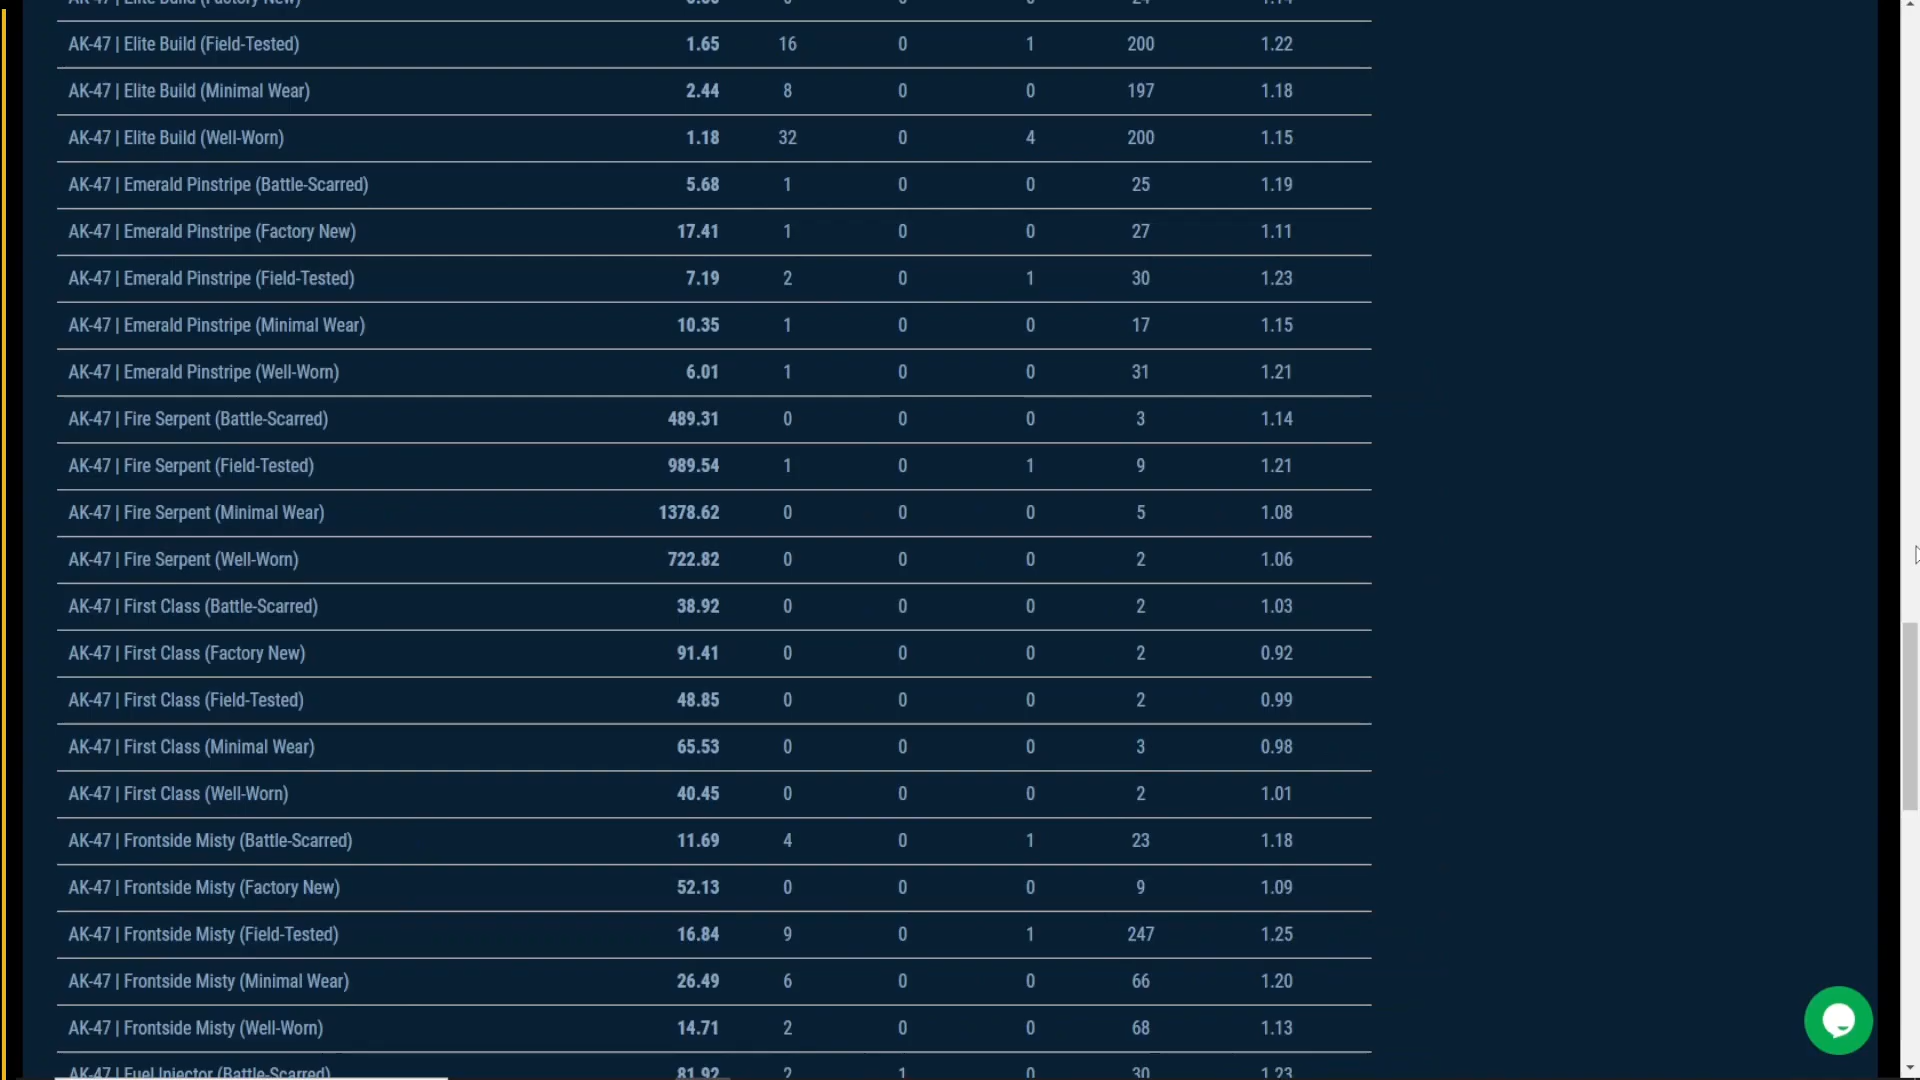 AK-47 | Elite Build (Factory New) 24 1.14
AK-47 | Elite Build (Field-Tested) 1.65 16 0 1 200 1.22
AK-47 | Elite Build (Minimal Wear) 2.44 8 0 0 197 1.18
AK-47 | Elite Build (Well-Worn) 1.18 32 0 4 200 1.15
AK-47 | Emerald Pinstripe (Battle-Scarred) 5.68 1 0 0 25 1.19
AK-47 | Emerald Pinstripe (Factory New) 17.41 1 0 0 27 1.11
AK-47 | Emerald Pinstripe (Field-Tested) 7.19 2 0 1 30 1.23
AK-47 | Emerald Pinstripe (Minimal Wear) 10.35 1 0 0 17 1.15
AK-47 | Emerald Pinstripe (Well-Worn) 6.01 1 0 0 31 1.21
AK-47 | Fire Serpent (Battle-Scarred) 489.31 0 0 0 3 1.14
AK-47 | Fire Serpent (Field-Tested) 989.54 1 0 1 9 1.21
AK-47 | Fire Serpent (Minimal Wear) 1378.62 0 0 0 5 1.08
AK-47 | Fire Serpent (Well-Worn) 722.82 0 0 0 2 1.06
AK-47 | First Class (Battle-Scarred) 38.92 0 0 0 2 1.03
AK-47 | First Class (Factory New) 91.41 0 0 0 2 0.92
AK-47 | First Class (Field-Tested) 48.85 0 0 0 2 0.99
AK-47 | First Class (Minimal Wear) 65.53 0 0 0 3 0.98
AK-47 | First Class (Well-Worn) 40.45 0 0 0 2 1.01
AK-47 | Frontside Misty (Battle-Scarred) 11.69 4 0 1 23 1.18
AK-47 | Frontside Misty (Factory New) 52.13 0 0 0 9 1.09
AK-47 | Frontside Misty (Field-Tested) 16.84 9 0 1 247 1.25
AK-47 | Frontside Misty (Minimal Wear) 26.49 6 0 0 66 1.20
AK-47 | Frontside Misty (Well-Worn) 14.71 2 0 0 68 1.13
AK-47 | Fuel Injector (Battle-Scarred) 81.92 2 1 0 30 1.23